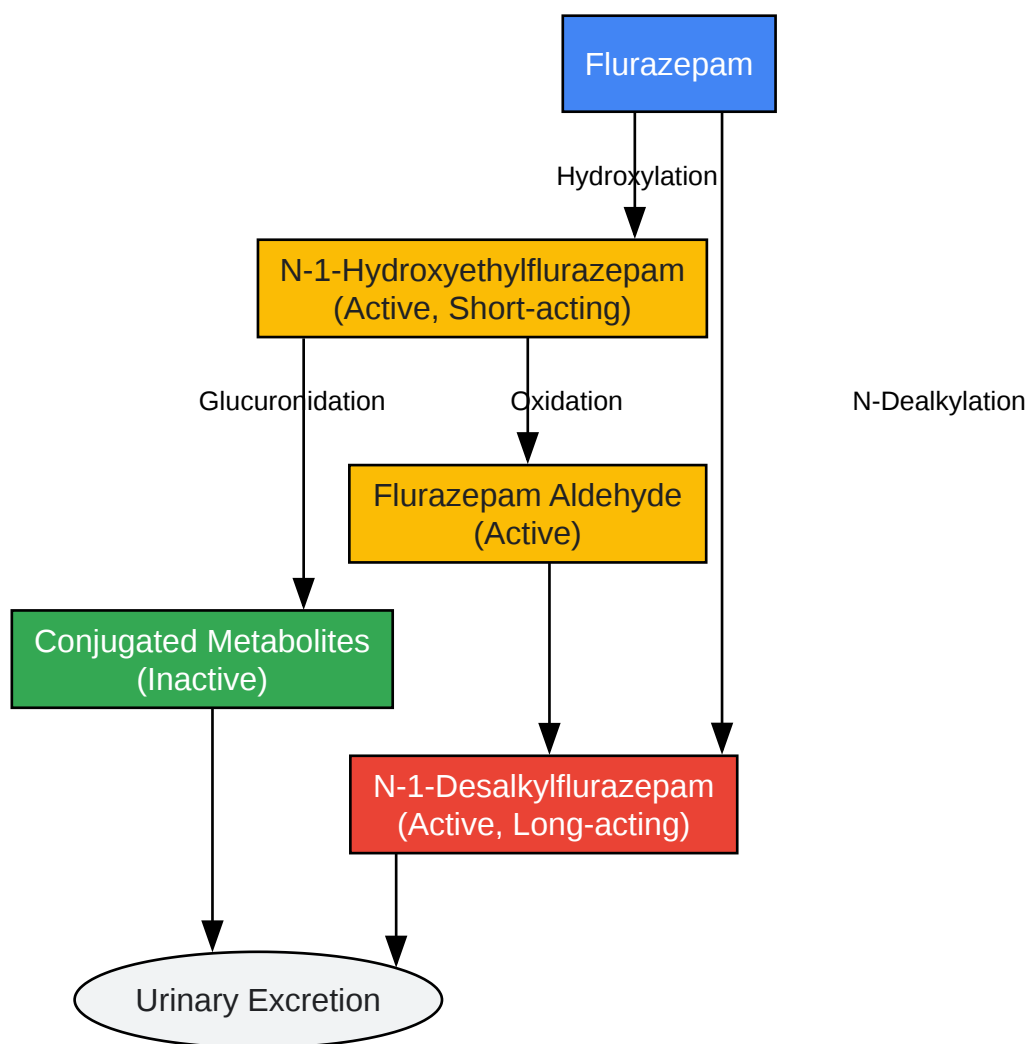 Flurazepam
Hydroxylation
N-1-Hydroxyethylflurazepam
(Active, Short-acting)
Glucuronidation
Oxidation
N-Dealkylation
Flurazepam Aldehyde
(Active)
Conjugated Metabolites
(Inactive)
N-1-Desalkylflurazepam
(Active, Long-acting)
Urinary Excretion